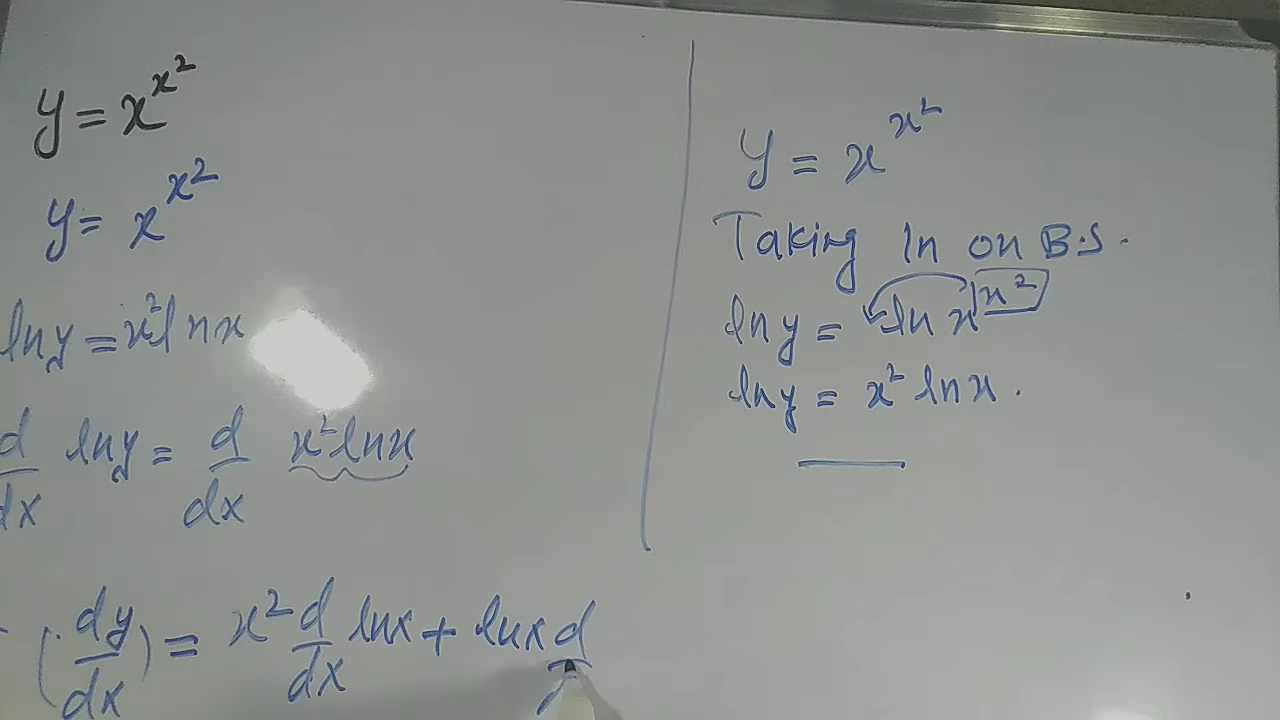 y = x^x^2
y = x^x^2
ln y = x^2 ln x
d/dx ln y = d/dx x^2 ln x
(dy/dx) = x^2 d/dx ln x + ln x d
y = x^x^2
Taking ln on B.S.
ln y = ln x^x^2
ln y = x^2 ln x.